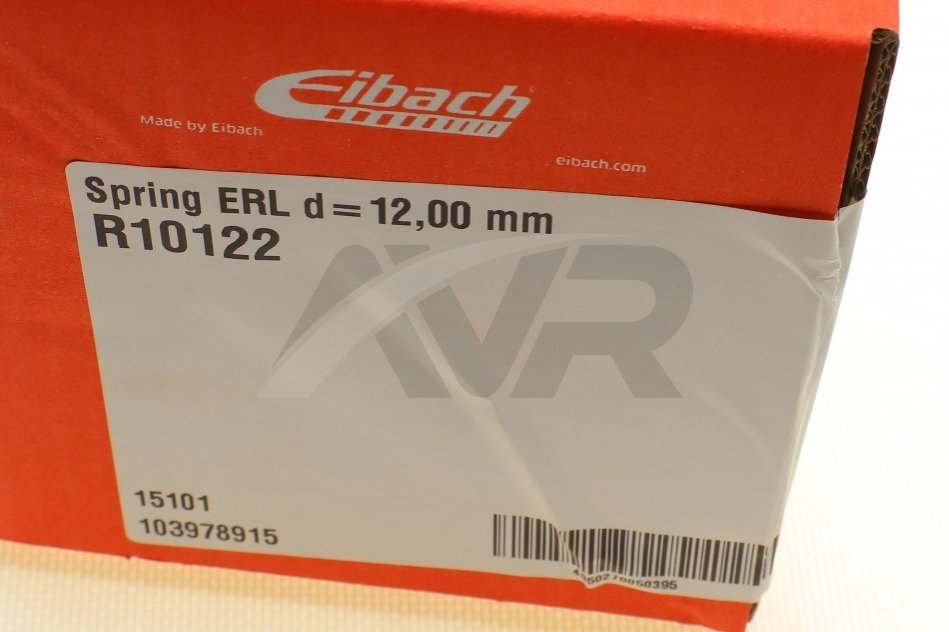 Eibach
Made by Eibach
eibach.com
Spring ERL d=12,00 mm
R10122
AVR
15101
103978915